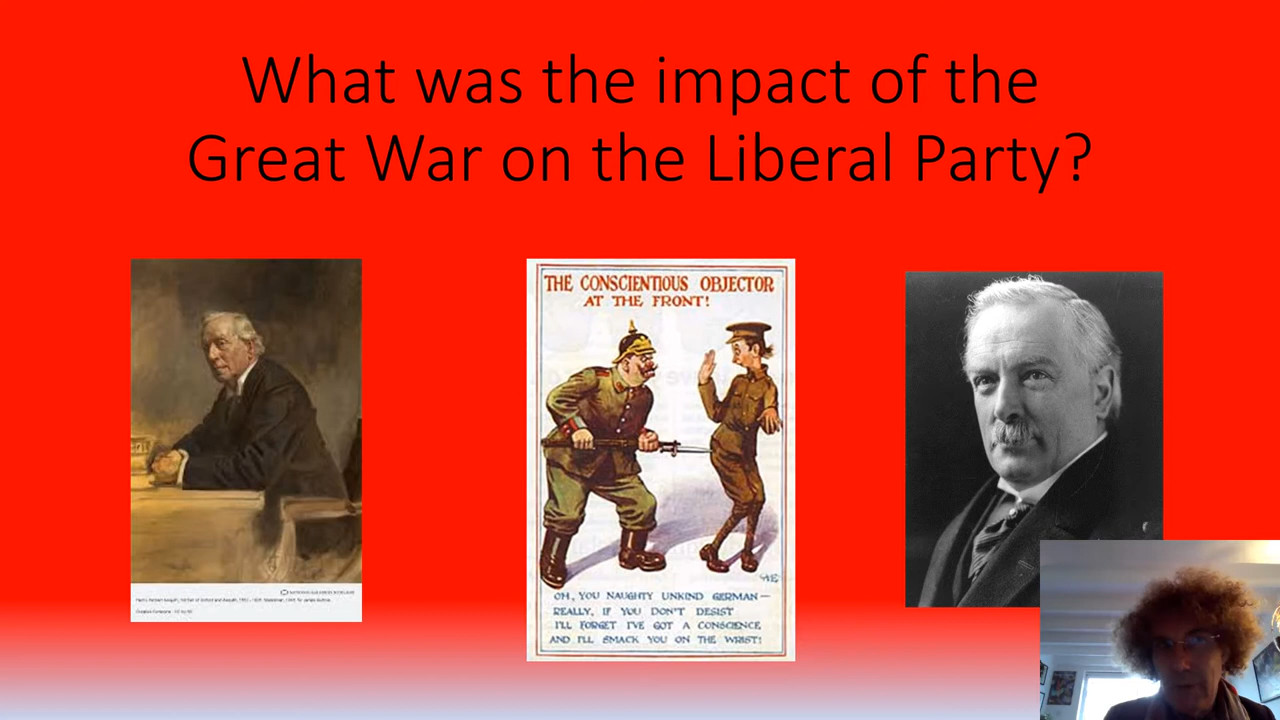 What was the impact of the
Great War on the Liberal Party?
THE CONSCIENTIOUS OBJECTOR
AT THE FRONT!
OH, YOU NAUGHTY UNKIND GERMAN—
REALLY, IF YOU DON'T DESIST
I'LL FORGET I'VE GOT A CONSCIENCE,
AND I'LL SMACK YOU ON THE WRIST!